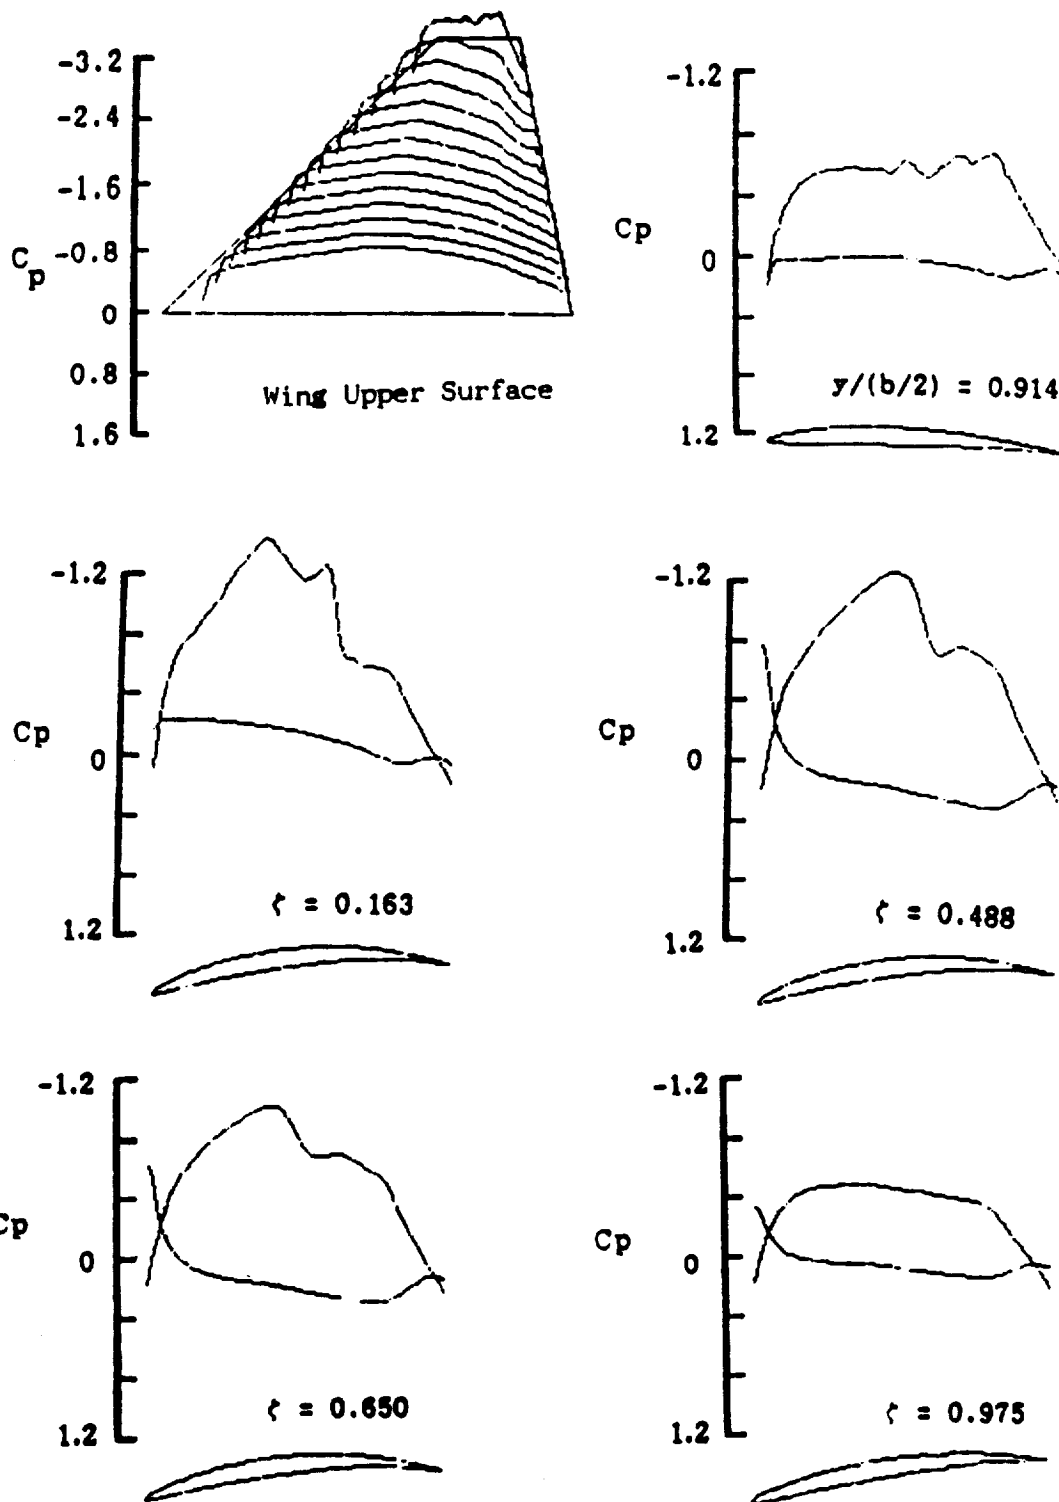 -3.2
-2.4
-1.6
-0.8
0
0.8
1.6
Cp
Wing Upper Surface
-1.2
Cp
0
1.2
y/(b/2) = 0.914
-1.2
Cp
0
1.2
ζ = 0.163
-1.2
Cp
0
1.2
ζ = 0.488
-1.2
Cp
0
1.2
ζ = 0.650
-1.2
Cp
0
1.2
ζ = 0.975